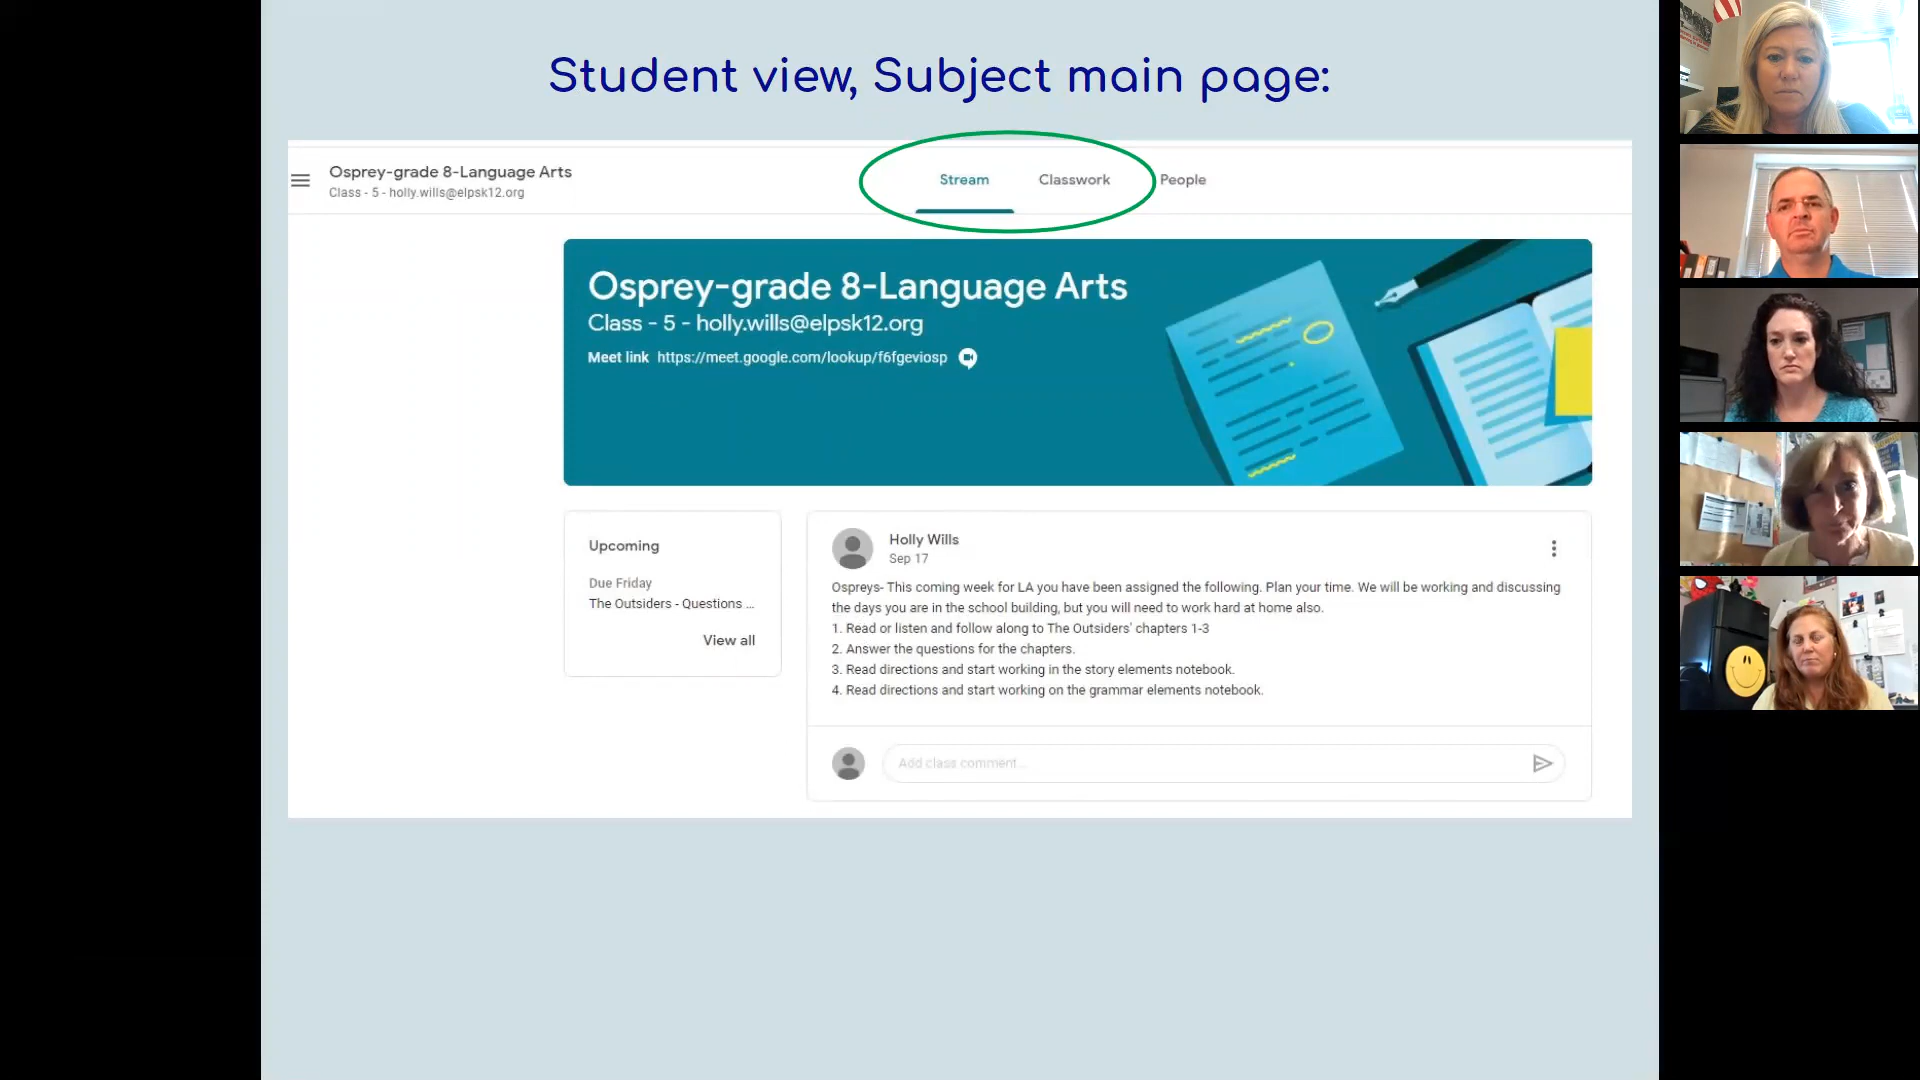 Student view, Subject main page:
Osprey-grade 8-Language Arts
Class - 5 - holly.wills@elpsk12.org
Stream
Classwork
People
Osprey-grade 8-Language Arts
Class - 5 - holly.wills@elpsk12.org
Meet link https://meet.google.com/lookup/f6fgeviosp
Upcoming
Due Friday
The Outsiders - Questions ...
View all
Holly Wills
Sep 17
Ospreys- This coming week for LA you have been assigned the following. Plan your time. We will be working and discussing
the days you are in the school building, but you will need to work hard at home also.
1. Read or listen and follow along to The Outsiders' chapters 1-3
2. Answer the questions for the chapters.
3. Read directions and start working in the story elements notebook.
4. Read directions and start working on the grammar elements notebook.
Add class comment...